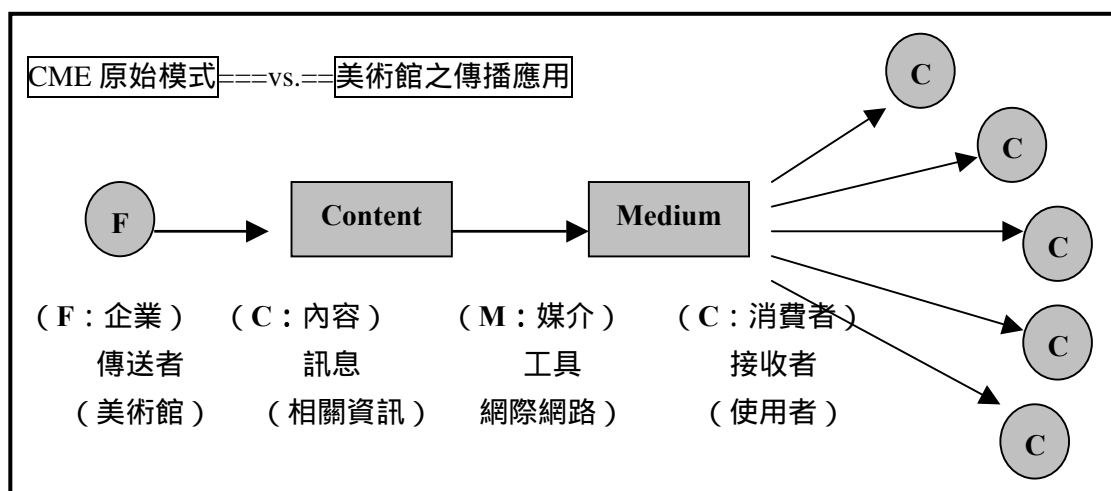 CME 原始模式===vs.==美術館之傳播應用
C
C
F
Content
Medium
C
C
C
（F：企業） （C：內容） （M：媒介） （C：消費者）
傳送者 訊息 工具 接收者
（美術館） （相關資訊） 網際網路） （使用者）